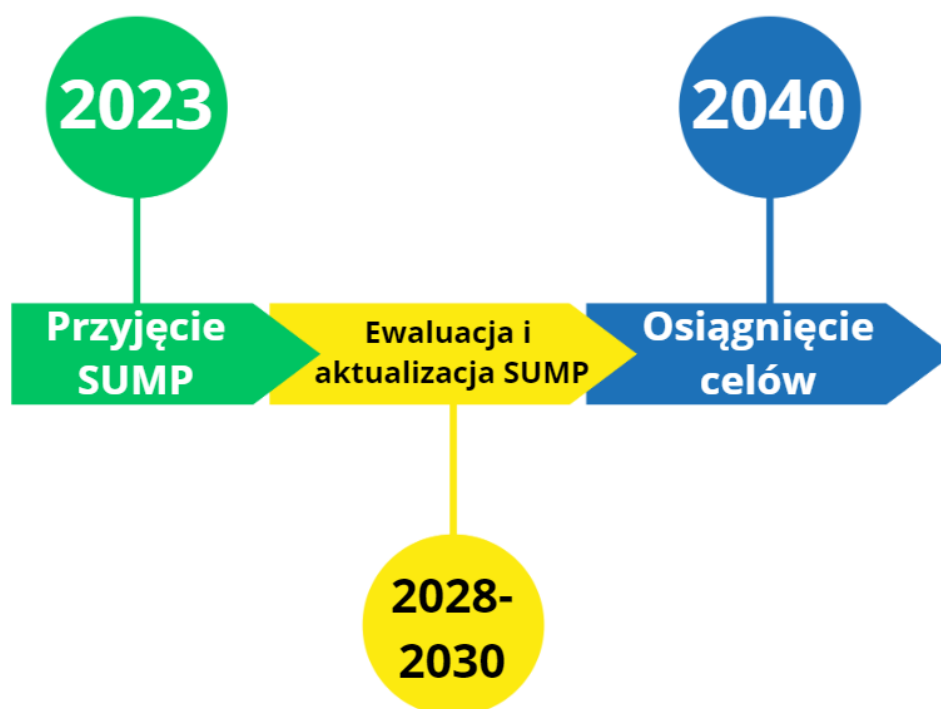 2023
2040
Przyjęcie
SUMP
Ewaluacja i
aktualizacja SUMP
Osiągnięcie
celów
2028-
2030